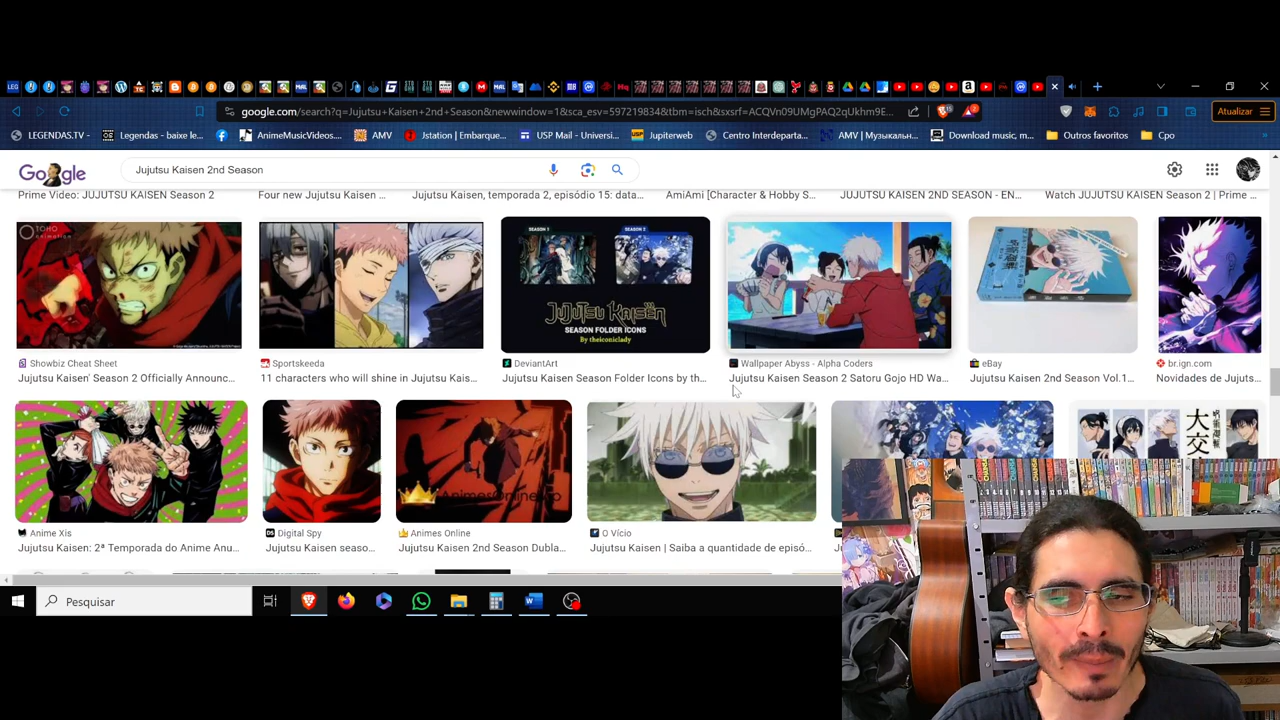 LEG
google.com/search?q=Jujutsu+Kaisen+2nd+Season&newwindow=1&sca_esv=597219834&tbm=isch&sxsrf=ACQVn09UMgPAQ2qUkhm9E...
Atualizar
LEGENDAS.TV -
Legendas - baixe le...
AnimeMusicVideos....
AMV
Jstation | Embarque...
USP Mail - Universi...
Jupiterweb
Centro Interdeparta...
AMV | Музыкальн...
Download music, m...
Outros favoritos
Cpo
Google
Jujutsu Kaisen 2nd Season
Prime Video: JUJUTSU KAISEN Season 2
Four new Jujutsu Kaisen ...
Jujutsu Kaisen, temporada 2, episódio 15: data...
AmiAmi [Character & Hobby S...
JUJUTSU KAISEN 2ND SEASON - EN...
Watch JUJUTSU KAISEN Season 2 | Prime ...
TOHO
animation
SEASON 1
SEASON 2
JUJUTSU KAISEN
SEASON FOLDER ICONS
By theiconiclady
Showbiz Cheat Sheet
Sportskeeda
DeviantArt
Wallpaper Abyss - Alpha Coders
eBay
br.ign.com
Jujutsu Kaisen' Season 2 Officially Announc...
11 characters who will shine in Jujutsu Kais...
Jujutsu Kaisen Season Folder Icons by th...
Jujutsu Kaisen Season 2 Satoru Gojo HD Wa...
Jujutsu Kaisen 2nd Season Vol.1...
Novidades de Jujuts...
AnimesOnline
大交
Anime Xis
Digital Spy
Animes Online
O Vício
Jujutsu Kaisen: 2ª Temporada do Anime Anu...
Jujutsu Kaisen seaso...
Jujutsu Kaisen 2nd Season Dubla...
Jujutsu Kaisen | Saiba a quantidade de episó...
Pesquisar